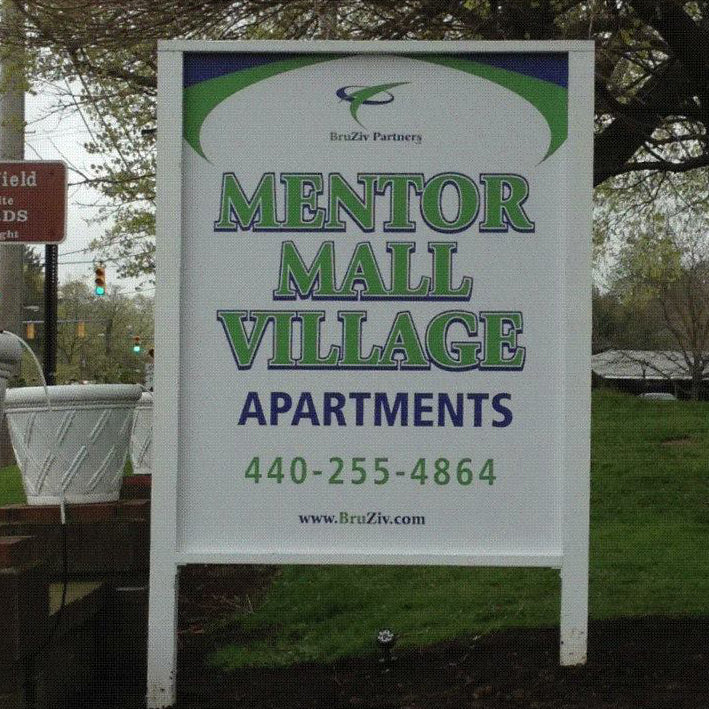 BruZiv Partners
MENTOR
MALL
VILLAGE
APARTMENTS
440-255-4864
www.BruZiv.com